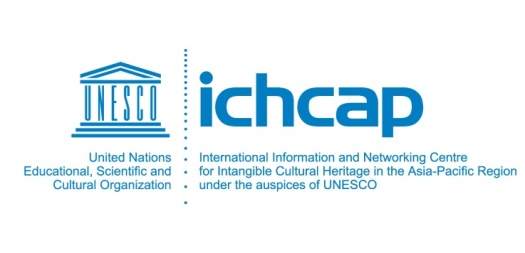 UNESCO
United Nations
Educational, Scientific and
Cultural Organization
ichcap
International Information and Networking Centre
for Intangible Cultural Heritage in the Asia-Pacific Region
under the auspices of UNESCO